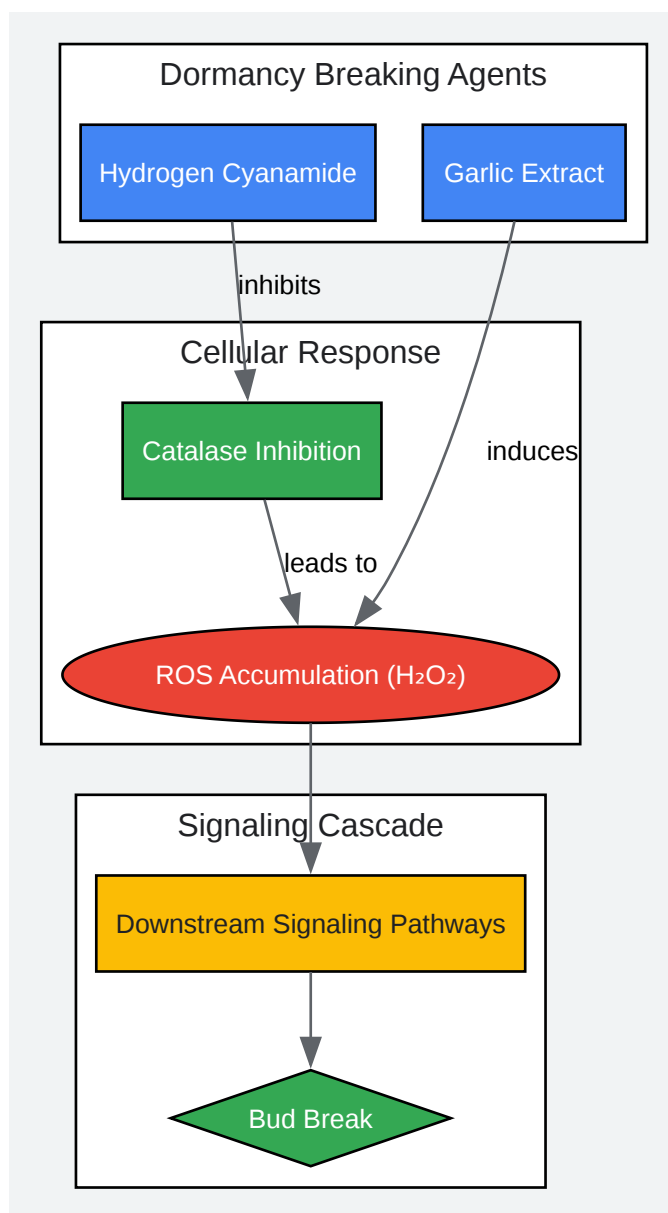 Dormancy Breaking Agents
Hydrogen Cyanamide
Garlic Extract
inhibits
Cellular Response
Catalase Inhibition
induces
leads to
ROS Accumulation (H₂O₂)
Signaling Cascade
Downstream Signaling Pathways
Bud Break